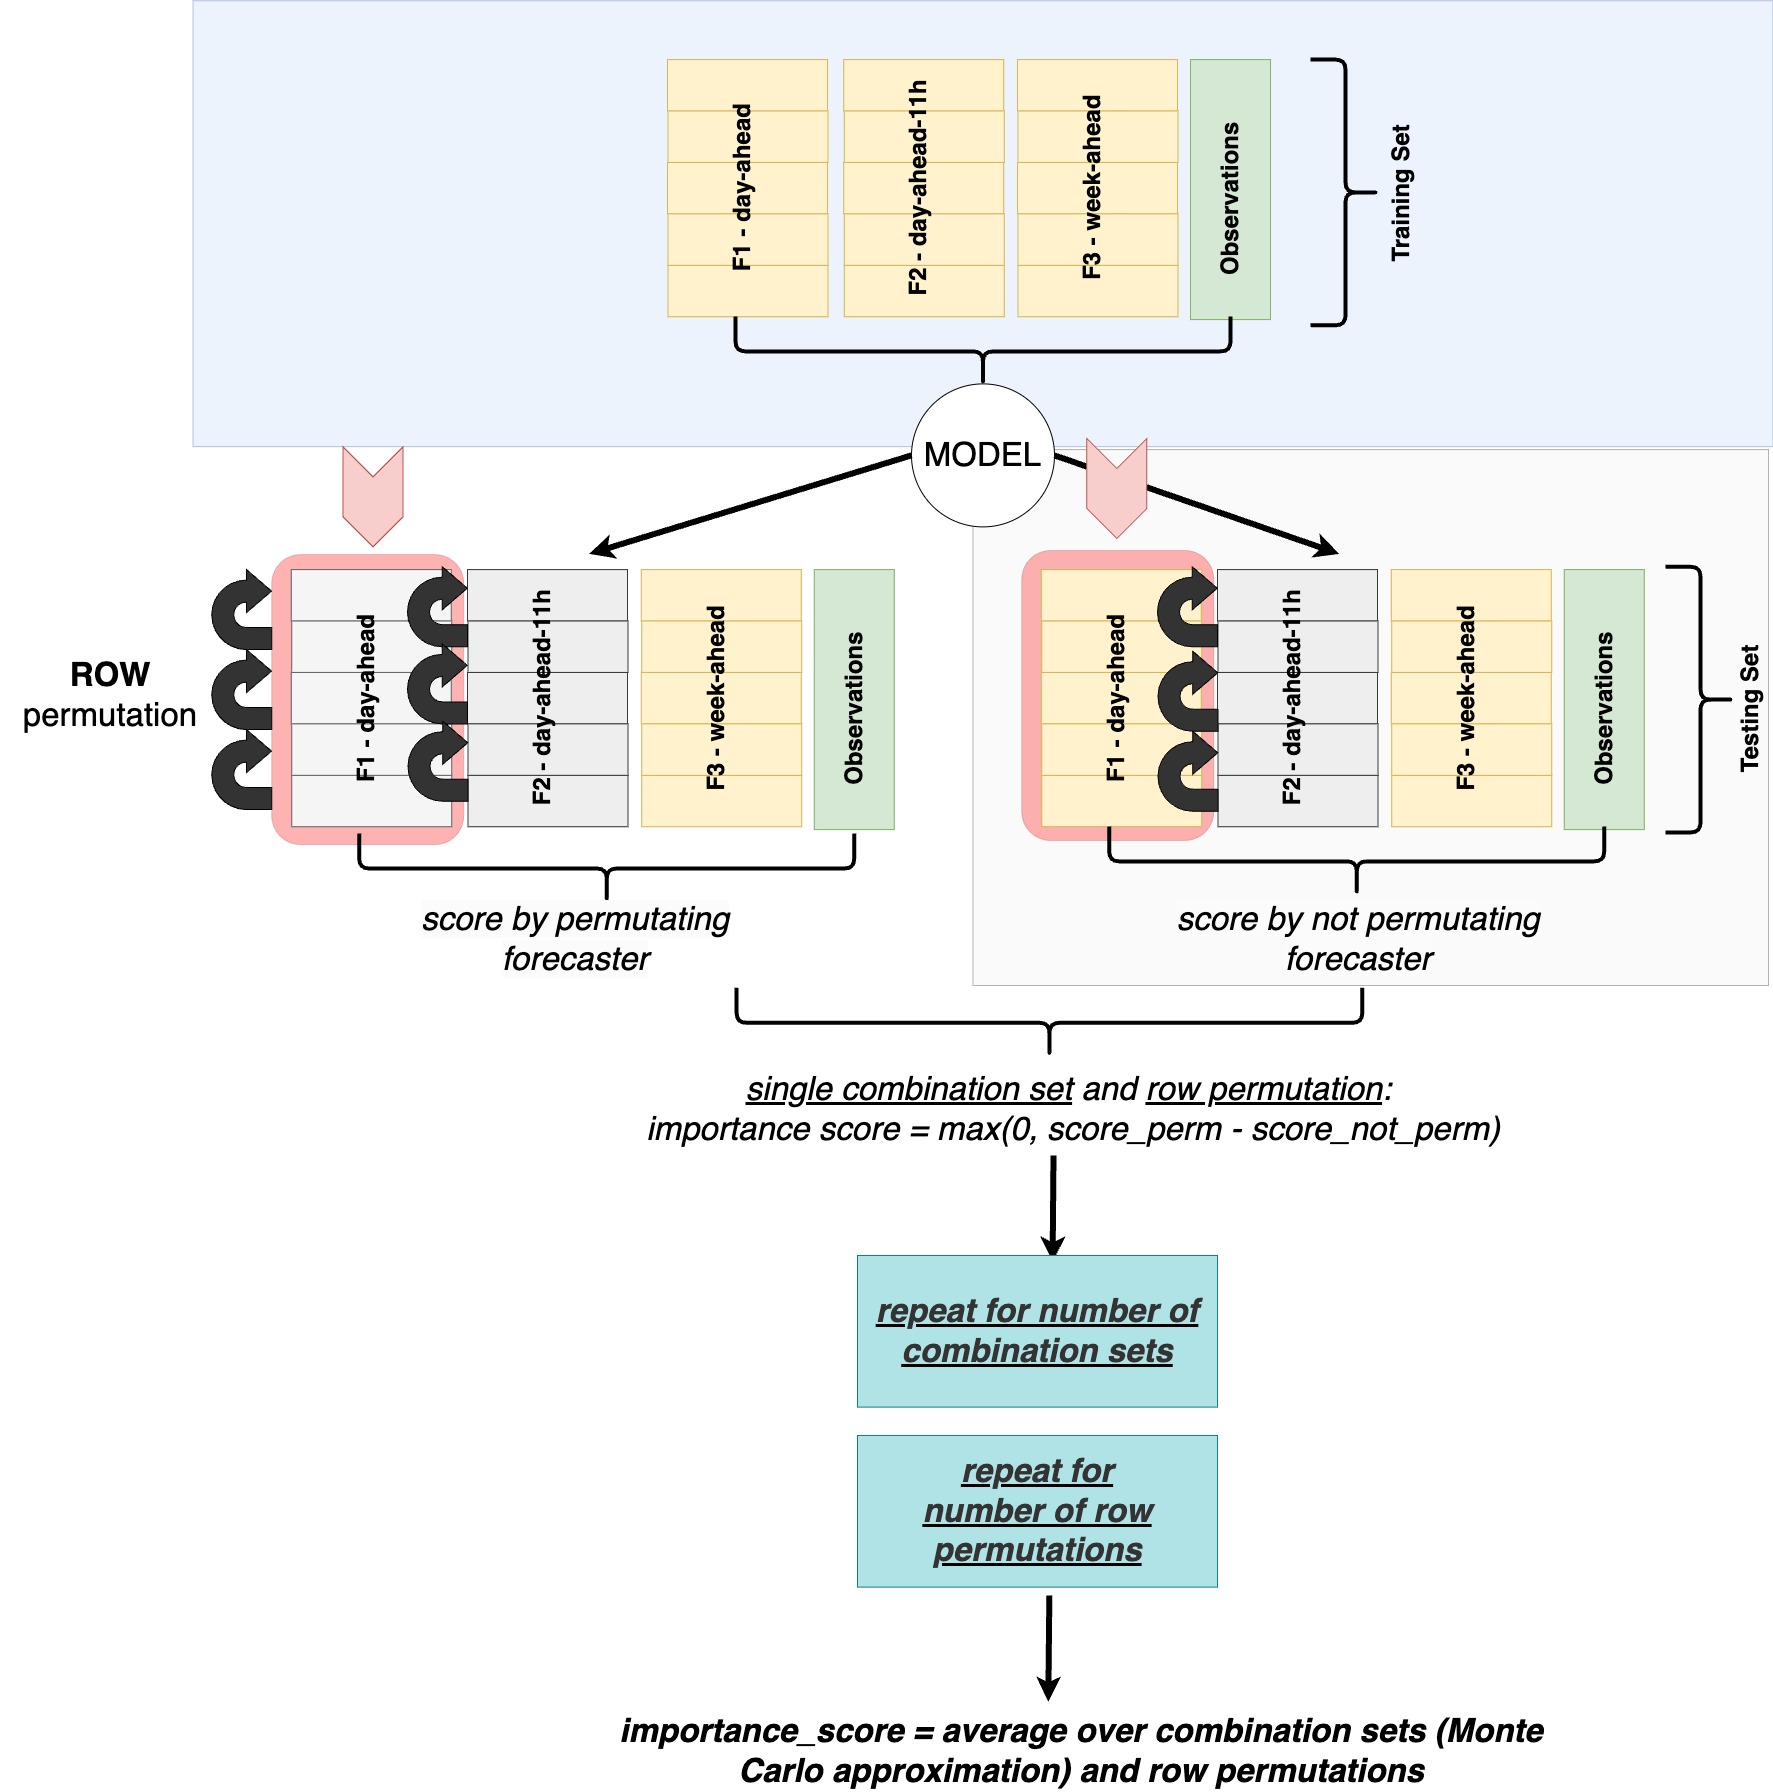 F1 - day-ahead
F2 - day-ahead-11h
F3 - week-ahead
Observations
Training Set
MODEL
ROW
permutation
F1 - day-ahead
F2 - day-ahead-11h
F3 - week-ahead
Observations
F1 - day-ahead
F2 - day-ahead-11h
F3 - week-ahead
Observations
Testing Set
score by permutating
forecaster
score by not permutating
forecaster
single combination set and row permutation:
importance score = max(0, score_perm - score_not_perm)
repeat for number of
combination sets
repeat for
number of row
permutations
importance_score = average over combination sets (Monte
Carlo approximation) and row permutations